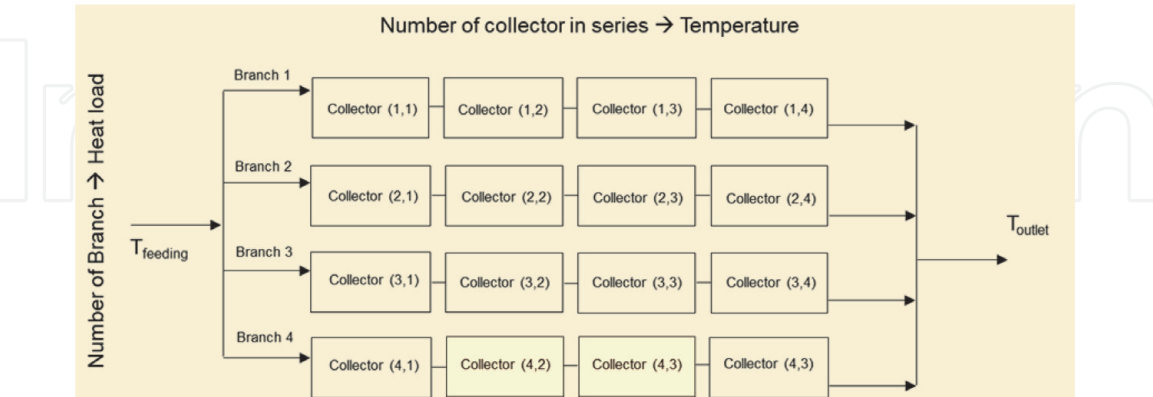 Number of collector in series → Temperature
Number of Branch → Heat load
Branch 1
Collector (1,1) Collector (1,2) Collector (1,3) Collector (1,4)
Branch 2
Collector (2,1) Collector (2,2) Collector (2,3) Collector (2,4)
T feeding
T outlet
Branch 3
Collector (3,1) Collector (3,2) Collector (3,3) Collector (3,4)
Branch 4
Collector (4,1) Collector (4,2) Collector (4,3) Collector (4,3)